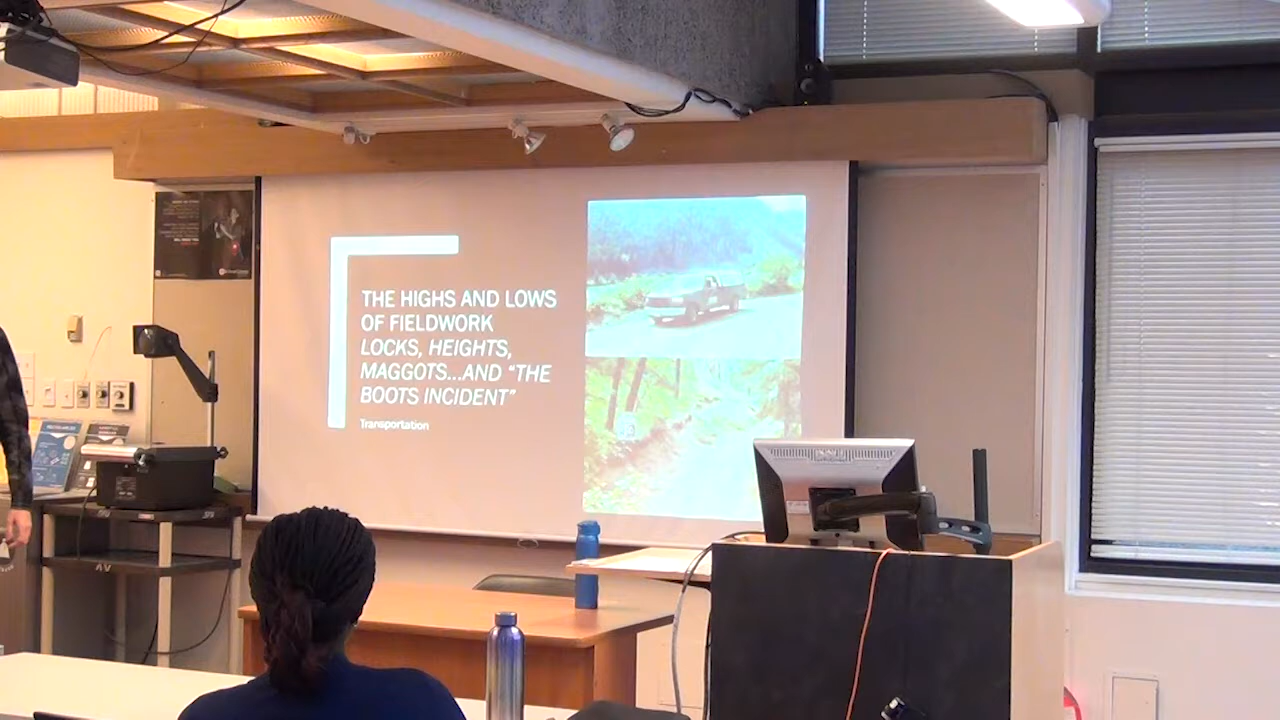 THE HIGHS AND LOWS
OF FIELDWORK
LOCKS, HEIGHTS,
MAGGOTS...AND “THE
BOOTS INCIDENT”
Transportation